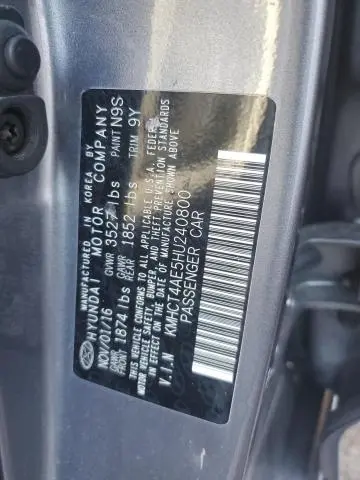 MANUFACTURED IN KOREA BY
HYUNDAI MOTOR COMPANY
NOV/01/16 GVWR 3527 lbs PAINT N9S
GAWR FRONT 1874 lbs GAWR REAR 1852 lbs TRIM 9Y
THIS VEHICLE CONFORMS TO ALL APPLICABLE U.S.A. FEDERAL
MOTOR VEHICLE SAFETY, BUMPER, AND THEFT PREVENTION
STANDARDS IN EFFECT ON THE DATE OF MANUFACTURE SHOWN ABOVE
V.I.N KMHCT4AE5HU240800
PASSENGER CAR